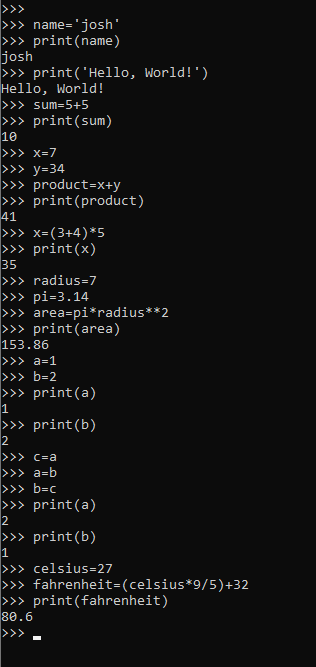 >>>
>>> name='josh'
>>> print(name)
josh
>>> print('Hello, World!')
Hello, World!
>>> sum=5+5
>>> print(sum)
10
>>> x=7
>>> y=34
>>> product=x+y
>>> print(product)
41
>>> x=(3+4)*5
>>> print(x)
35
>>> radius=7
>>> pi=3.14
>>> area=pi*radius**2
>>> print(area)
153.86
>>> a=1
>>> b=2
>>> print(a)
1
>>> print(b)
2
>>> c=a
>>> a=b
>>> b=c
>>> print(a)
2
>>> print(b)
1
>>> celsius=27
>>> fahrenheit=(celsius*9/5)+32
>>> print(fahrenheit)
80.6
>>>